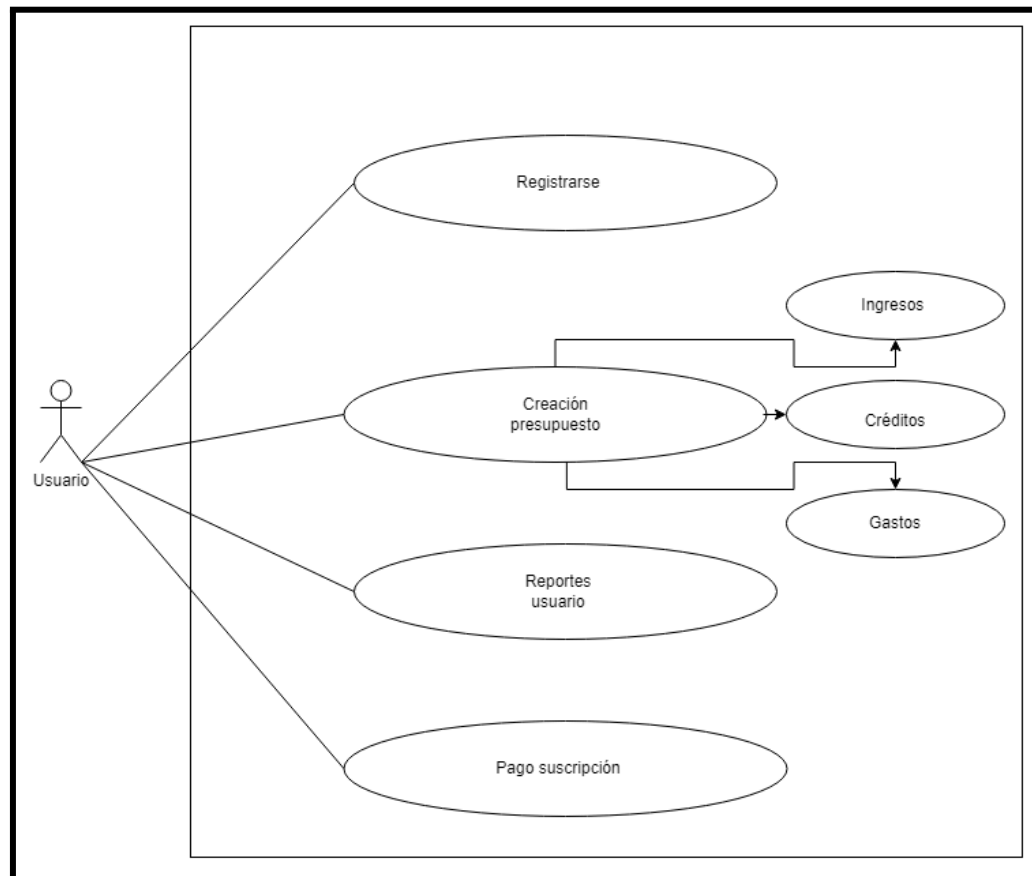 Registrarse
Ingresos
Creación
presupuesto
Créditos
Usuario
Gastos
Reportes
usuario
Pago suscripción